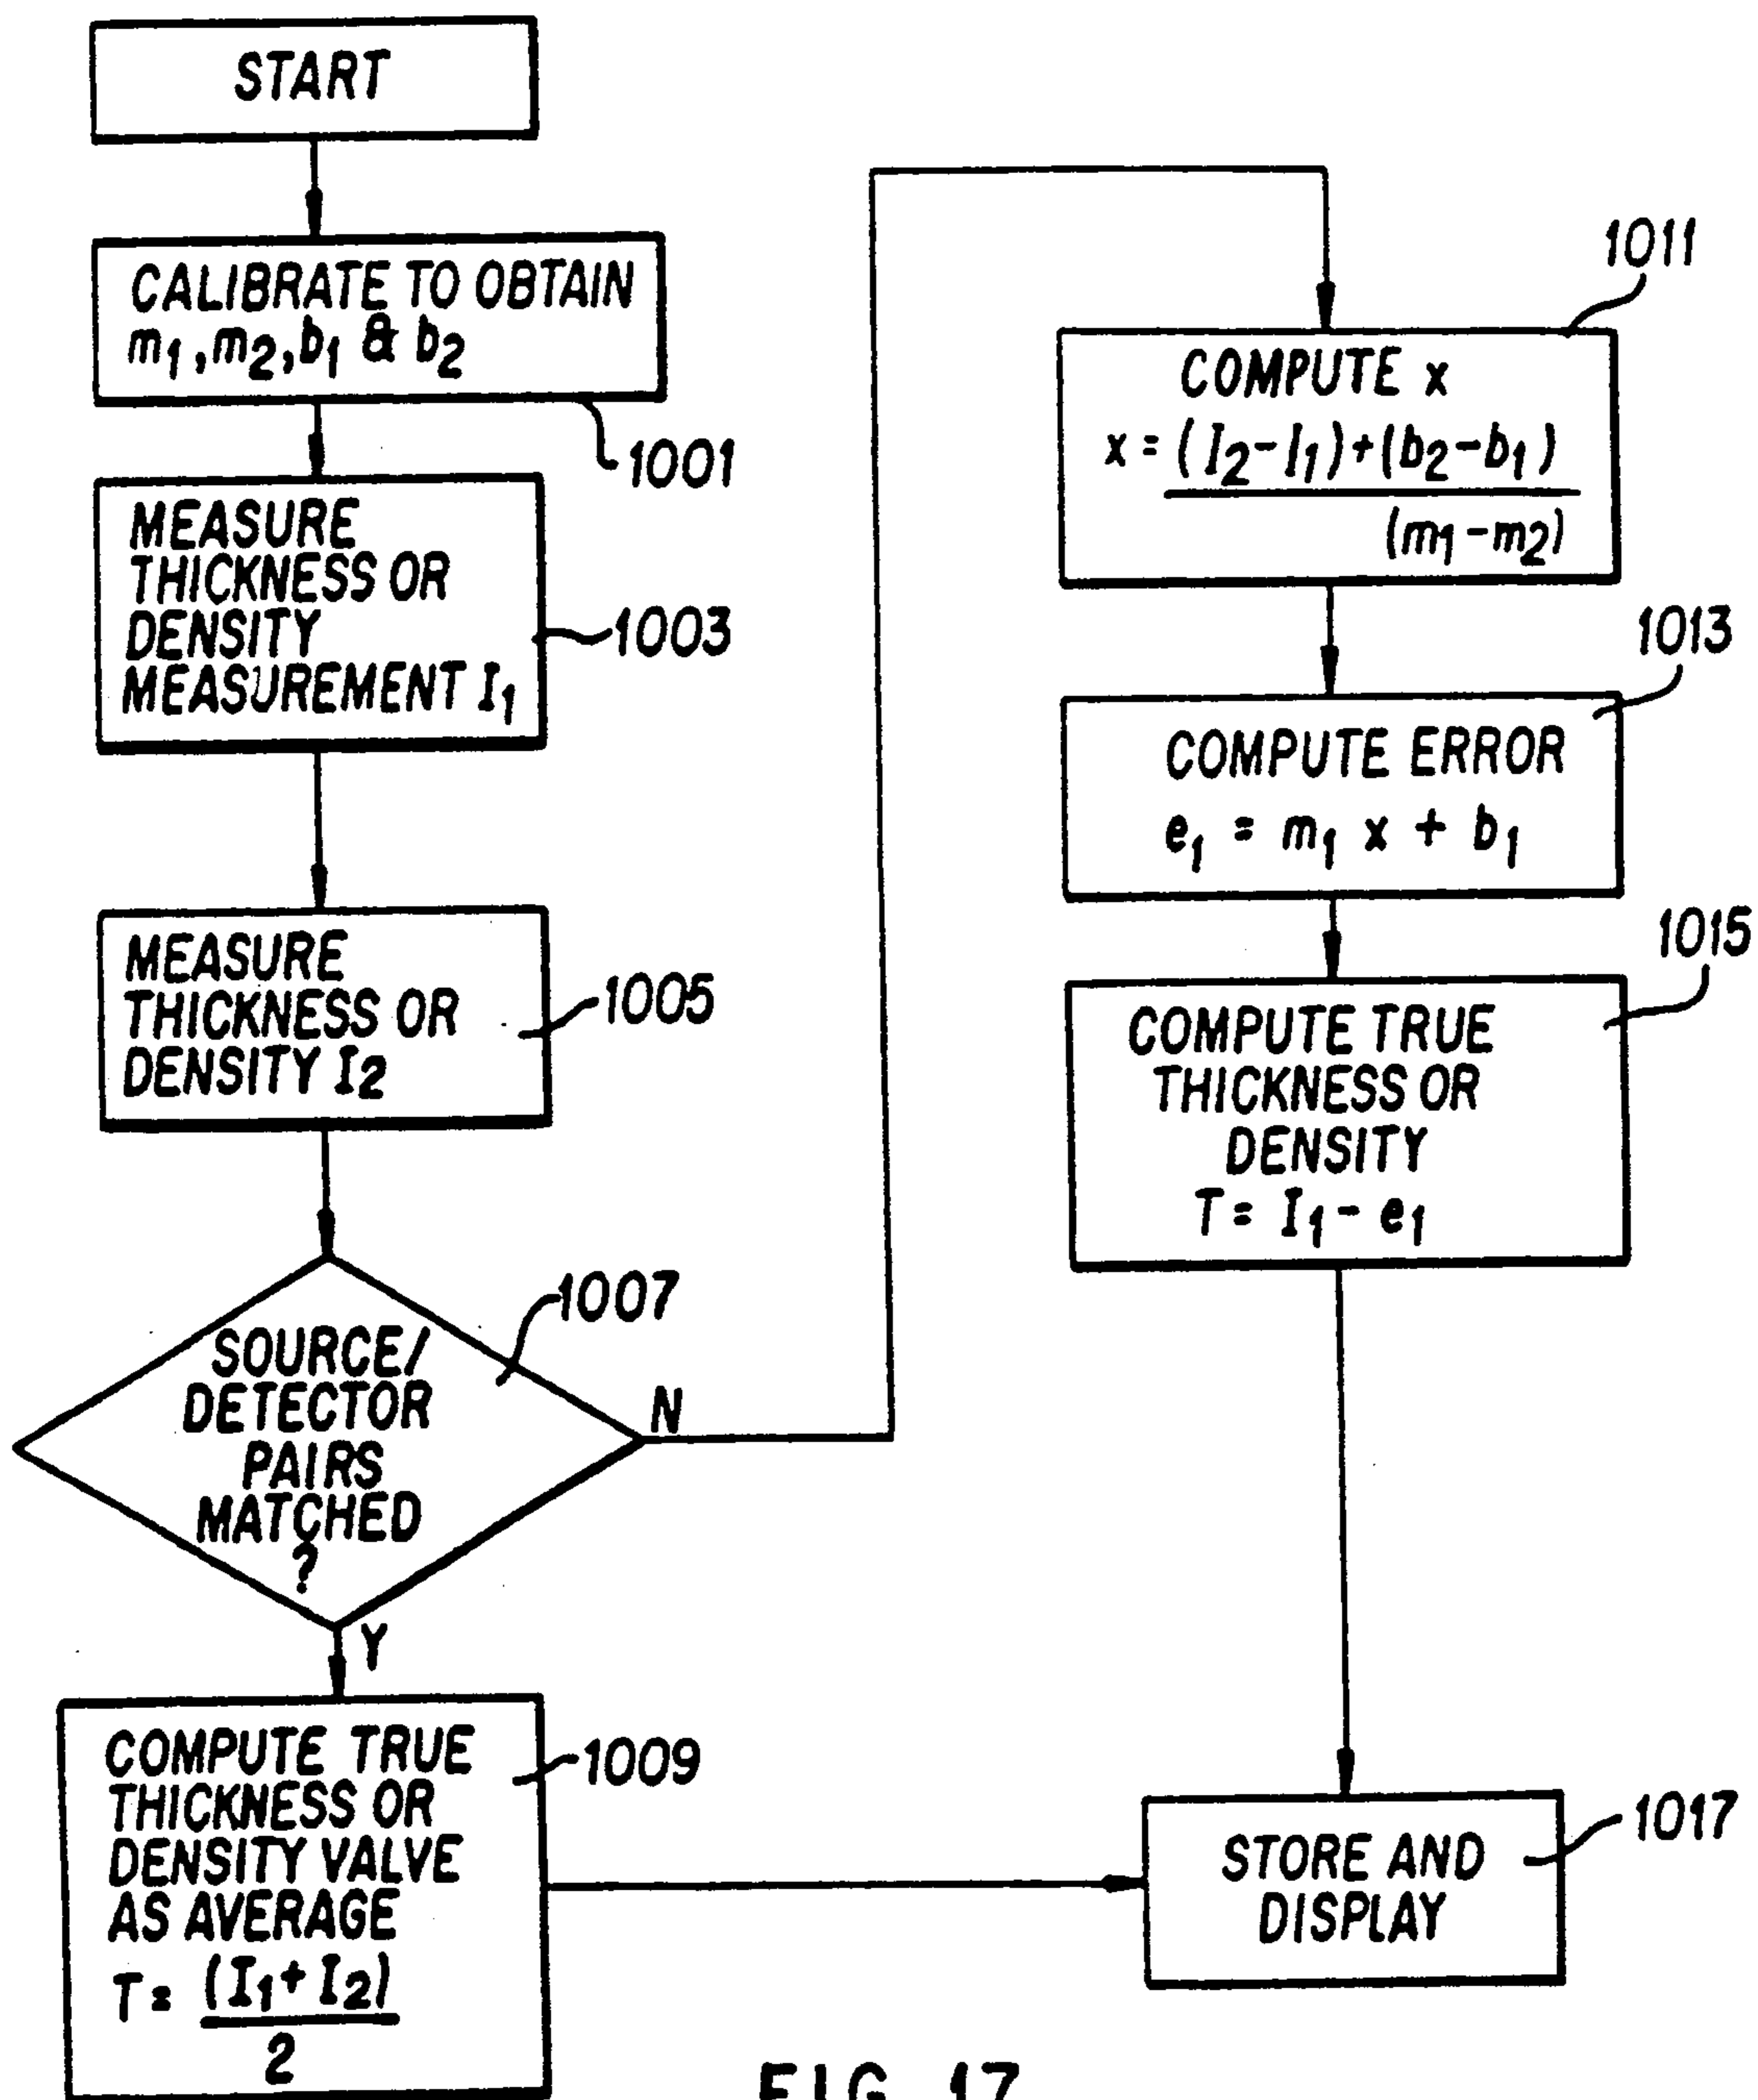 START
CALIBRATE TO OBTAIN
m₁, m₂, b₁ & b₂
1001
MEASURE
THICKNESS OR
DENSITY
MEASUREMENT I₁
1003
MEASURE
THICKNESS OR
DENSITY I₂
1005
SOURCE/
DETECTOR
PAIRS
MATCHED
?
1007
N
Y
COMPUTE TRUE
THICKNESS OR
DENSITY VALVE
AS AVERAGE
T = (I₁ + I₂)
2
1009
1011
COMPUTE x
x = (I₂ - I₁) + (b₂ - b₁)
(m₁ - m₂)
1013
COMPUTE ERROR
e₁ = m₁ x + b₁
1015
COMPUTE TRUE
THICKNESS OR
DENSITY
T = I₁ - e₁
1017
STORE AND
DISPLAY
FIG. 17